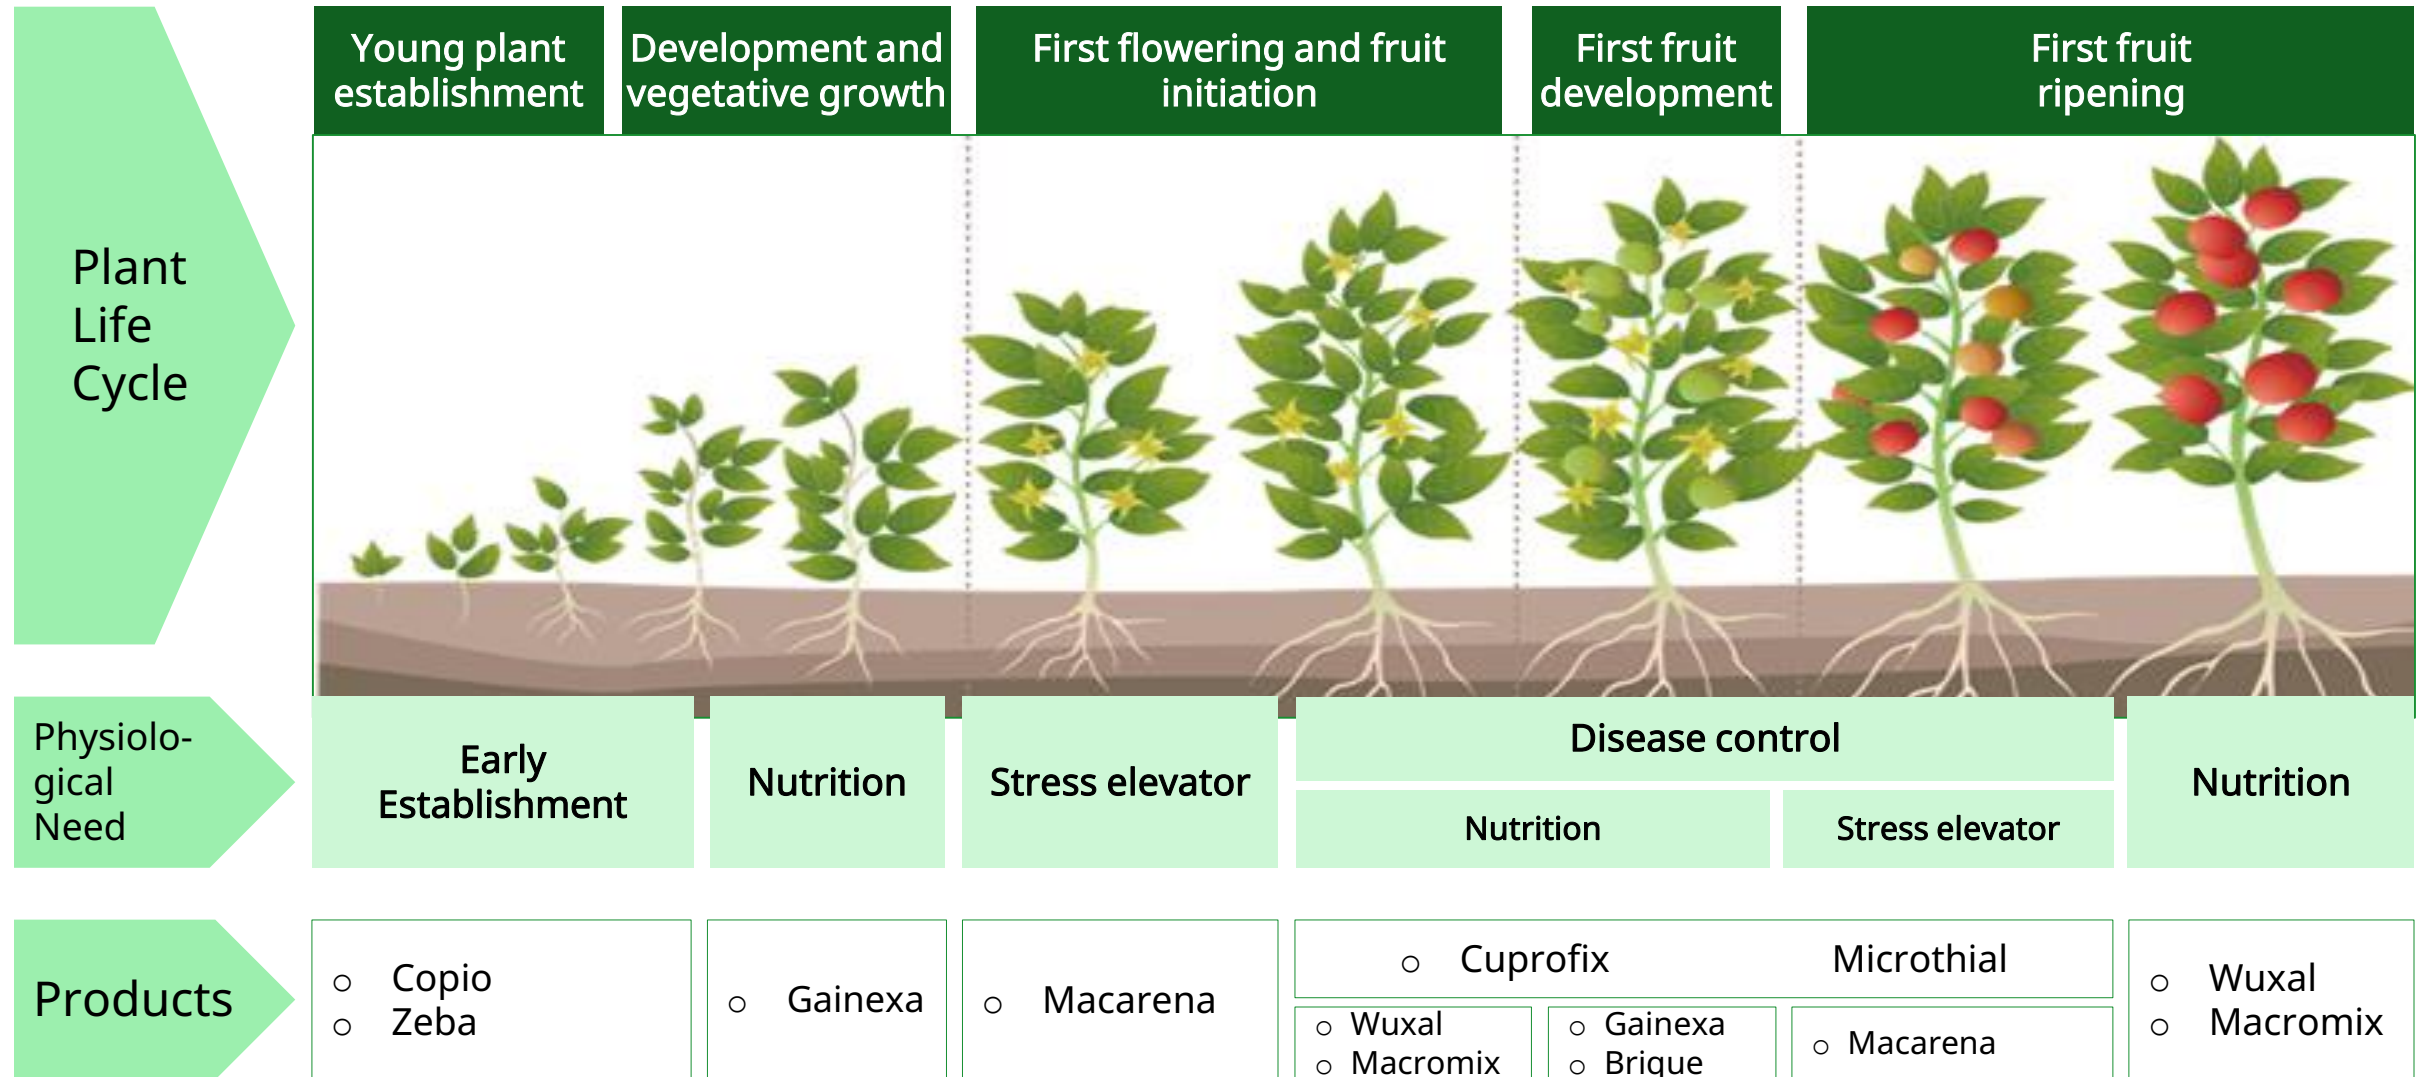 Young plant
establishment
Development and
vegetative growth
First flowering and fruit
initiation
First fruit
development
First fruit
ripening
Plant
Life
Cycle
Physiolo-
gical
Need
Early
Establishment
Nutrition
Stress elevator
Disease control
Nutrition
Stress elevator
Nutrition
Products
○ Copio
○ Zeba
○ Gainexa
○ Macarena
○ Cuprofix Microthial
○ Wuxal
○ Macromix
○ Gainexa
○ Brique
○ Macarena
○ Wuxal
○ Macromix